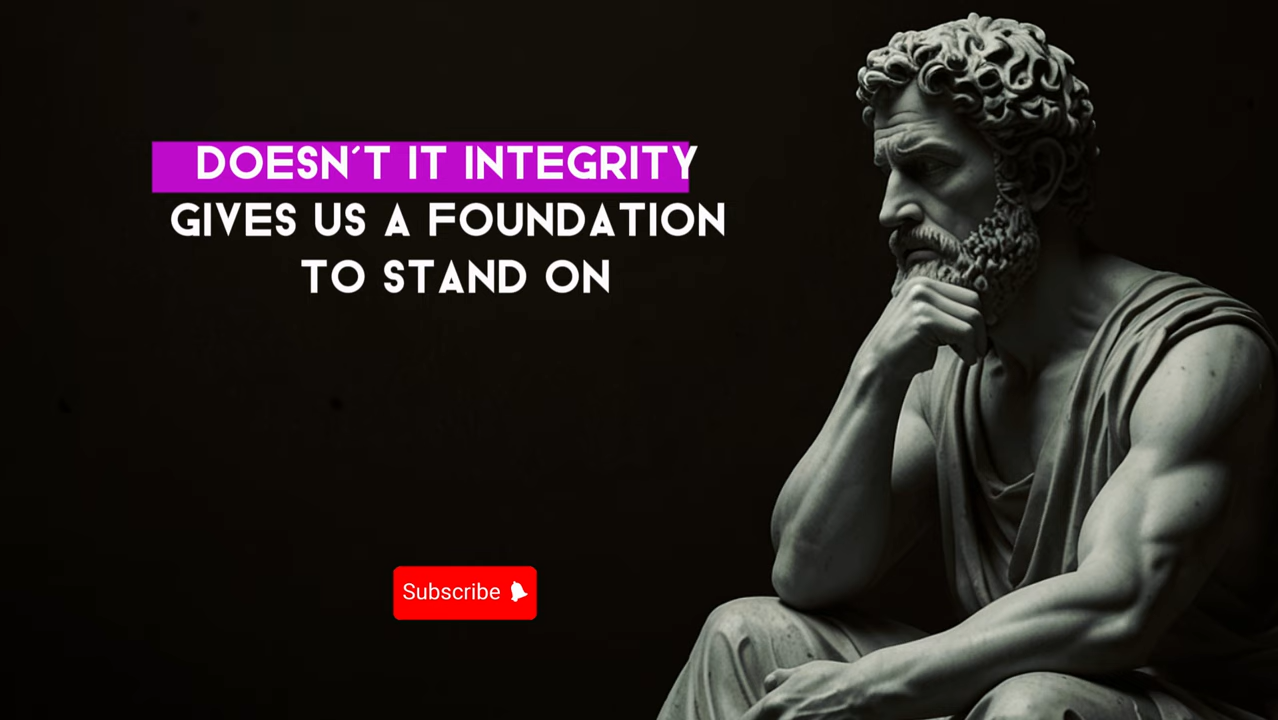 DOESN´T IT INTEGRITY
GIVES US A FOUNDATION
TO STAND ON
Subscribe